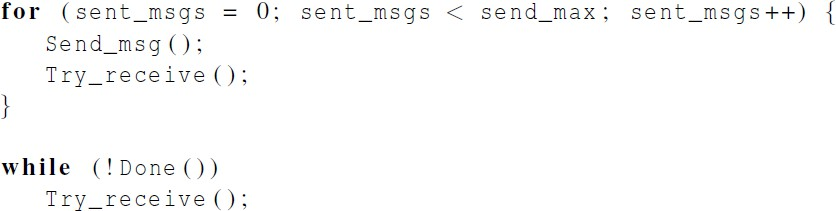 for (sent_msgs = 0; sent_msgs < send_max; sent_msgs++) {
Send_msg();
Try_receive();
}
while (!Done())
Try_receive();